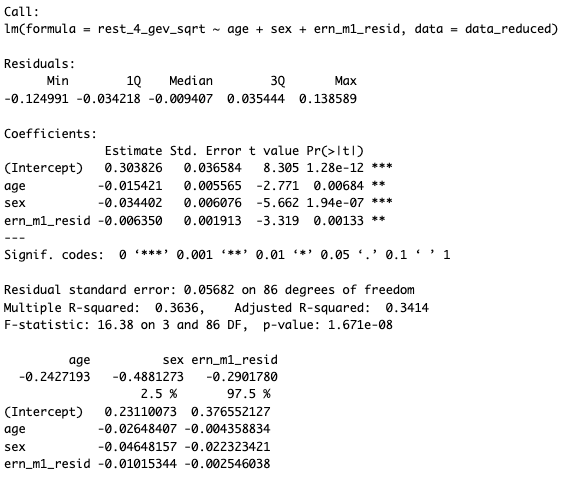 Call:
lm(formula = rest_4_gev_sqrt ~ age + sex + ern_m1_resid, data = data_reduced)
Residuals:
Min 1Q Median 3Q Max
-0.124991 -0.034218 -0.009407 0.035444 0.138589
Coefficients:
Estimate Std. Error t value Pr(>|t|)
(Intercept) 0.303826 0.036584 8.305 1.28e-12 ***
age -0.015421 0.005565 -2.771 0.00684 **
sex -0.034402 0.006076 -5.662 1.94e-07 ***
ern_m1_resid -0.006350 0.001913 -3.319 0.00133 **
---
Signif. codes: 0 ‘***’ 0.001 ‘**’ 0.01 ‘*’ 0.05 ‘.’ 0.1 ‘ ’ 1
Residual standard error: 0.05682 on 86 degrees of freedom
Multiple R-squared: 0.3636, Adjusted R-squared: 0.3414
F-statistic: 16.38 on 3 and 86 DF, p-value: 1.671e-08
age sex ern_m1_resid
-0.2427193 -0.4881273 -0.2901780
2.5 % 97.5 %
(Intercept) 0.23110073 0.376552127
age -0.02648407 -0.004358834
sex -0.04648157 -0.022323421
ern_m1_resid -0.01015344 -0.002546038